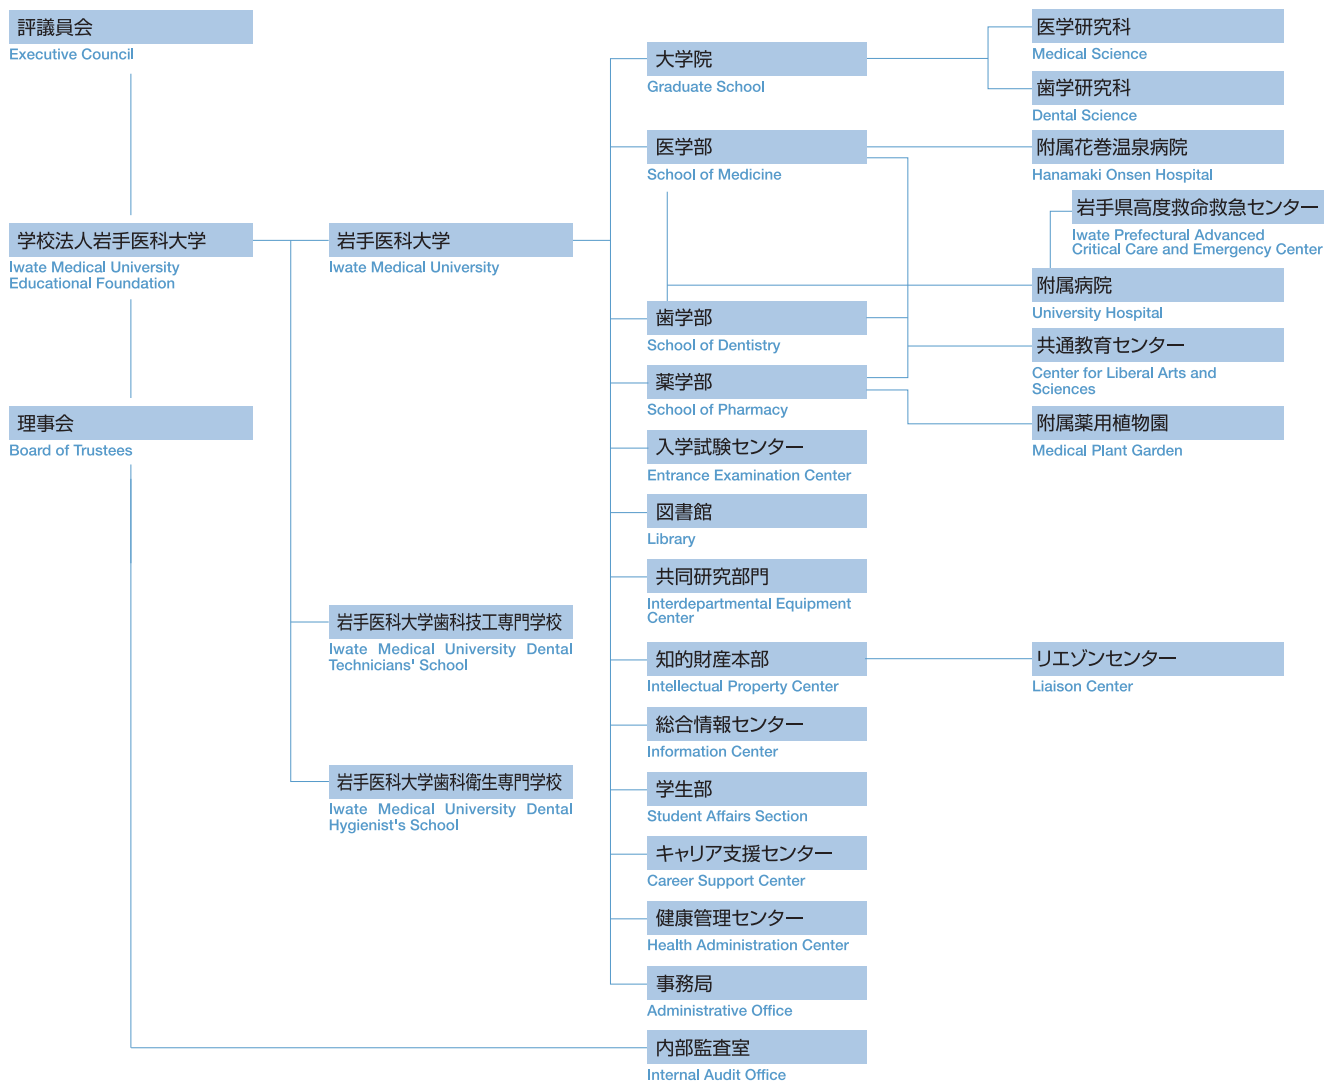 評議員会
Executive Council
学校法人岩手医科大学
Iwate Medical University
Educational Foundation
理事会
Board of Trustees
岩手医科大学
Iwate Medical University
岩手医科大学歯科技工専門学校
Iwate Medical University Dental
Technicians' School
岩手医科大学歯科衛生専門学校
Iwate Medical University Dental
Hygienist's School
大学院
Graduate School
医学部
School of Medicine
歯学部
School of Dentistry
薬学部
School of Pharmacy
入学試験センター
Entrance Examination Center
図書館
Library
共同研究部門
Interdepartmental Equipment
Center
知的財産本部
Intellectual Property Center
総合情報センター
Information Center
学生部
Student Affairs Section
キャリア支援センター
Career Support Center
健康管理センター
Health Administration Center
事務局
Administrative Office
内部監査室
Internal Audit Office
医学研究科
Medical Science
歯学研究科
Dental Science
附属花巻温泉病院
Hanamaki Onsen Hospital
岩手県高度救命救急センター
Iwate Prefectural Advanced
Critical Care and Emergency Center
附属病院
University Hospital
共通教育センター
Center for Liberal Arts and
Sciences
附属薬用植物園
Medical Plant Garden
リエゾンセンター
Liaison Center